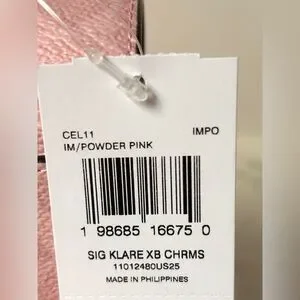 CEL11 IMPO
IM/POWDER PINK
1 98685 16675 0
SIG KLARE XB CHRMS
11012480US25
MADE IN PHILIPPINES